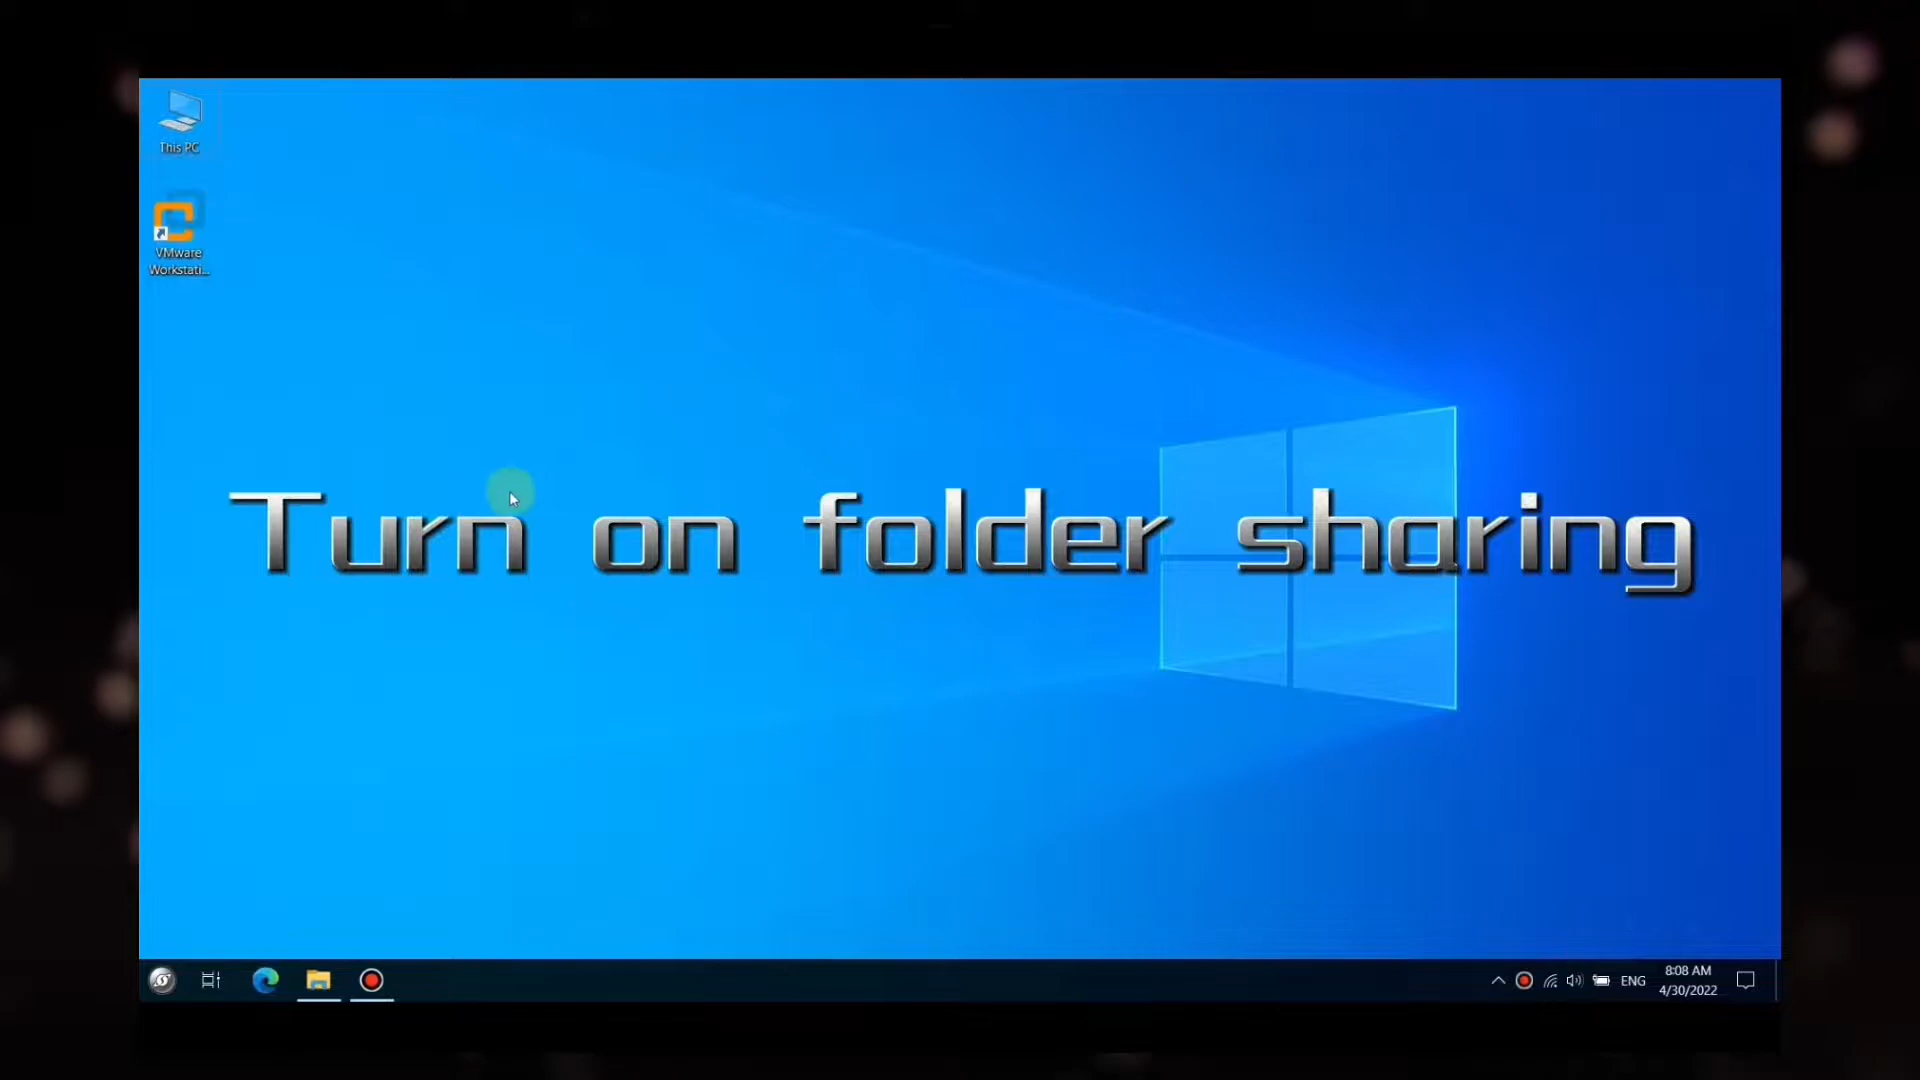 This PC
VMware
Workstati...
Turn on folder sharing
ENG
8:08 AM
4/30/2022